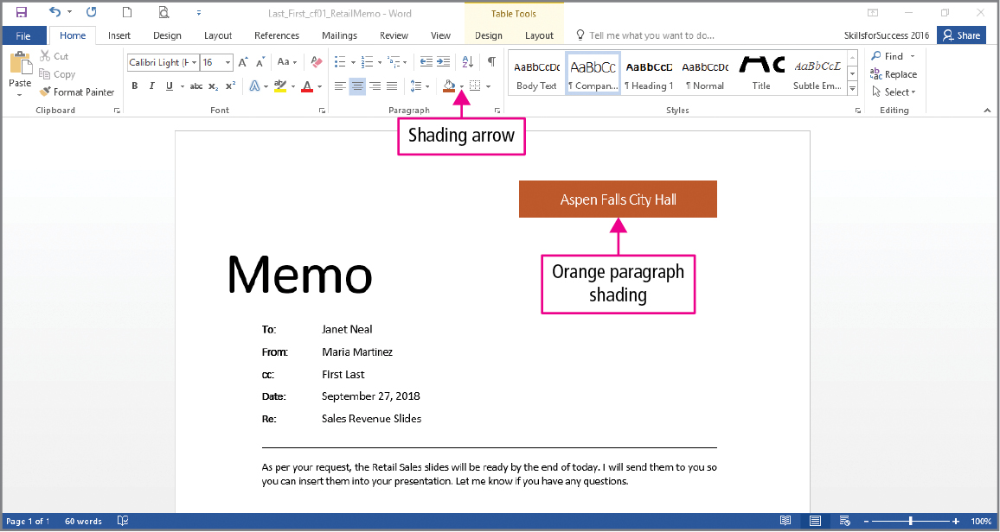 Last_First_cf01_RetailMemo - Word
Table Tools
File Home Insert Design Layout References Mailings Review View Design Layout Tell me what you want to do... SkillsforSuccess 2016 Share
Paste
Cut
Copy
Format Painter
Clipboard
Calibri Light (H 16 A A Aa
B I U abc x₂ x² A ab A
Font
A Z ¶
Paragraph
AaBbCcDc AaBbCc AaBbCcD AaBbCcDc AaBbCcL
Body Text ¶ Compan... ¶ Heading 1 ¶ Normal Title Subtle Em...
Styles
Find
Replace
Select
Editing
Shading arrow
Aspen Falls City Hall
Orange paragraph
shading
Memo
To: Janet Neal
From: Maria Martinez
cc: First Last
Date: September 27, 2018
Re: Sales Revenue Slides
As per your request, the Retail Sales slides will be ready by the end of today. I will send them to you so
you can insert them into your presentation. Let me know if you have any questions.
Page 1 of 1 60 words 100%